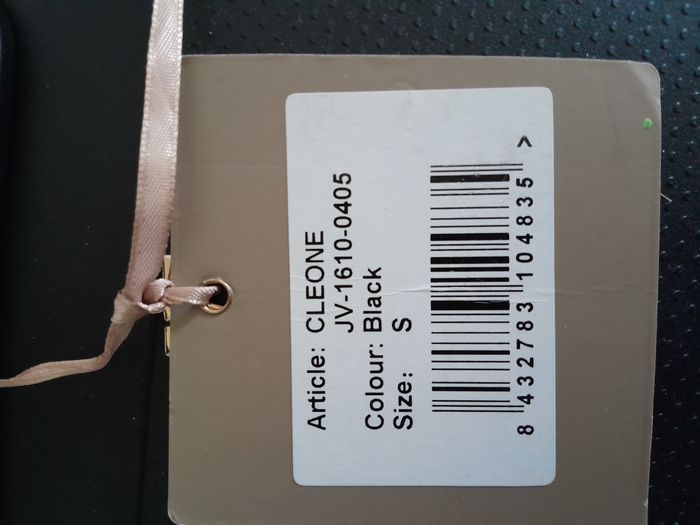 Article: CLEONE
JV-1610-0405
Colour: Black
Size: S
8 432783 104835 >